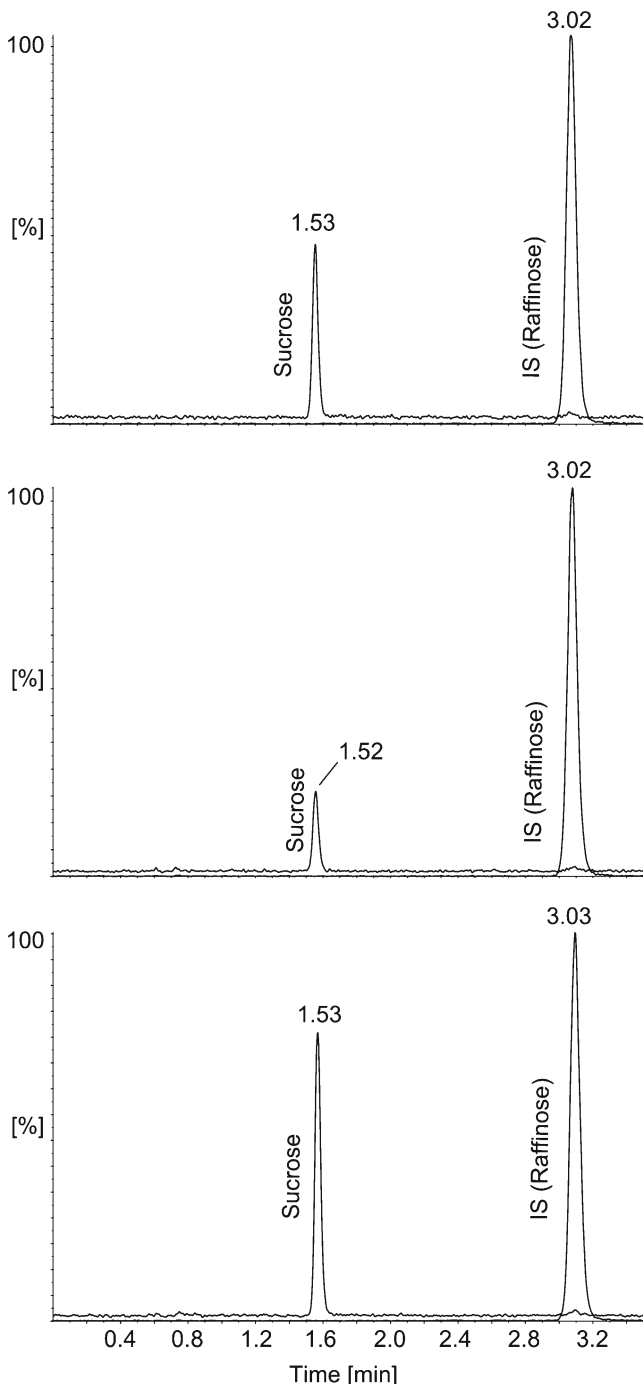 3.02
100
1.53
[%]
Sucrose
IS (Raffinose)
3.02
100
[%]
1.52
Sucrose
IS (Raffinose)
3.03
100
1.53
[%]
Sucrose
IS (Raffinose)
0.4 0.8 1.2 1.6 2.0 2.4 2.8 3.2
Time [min]